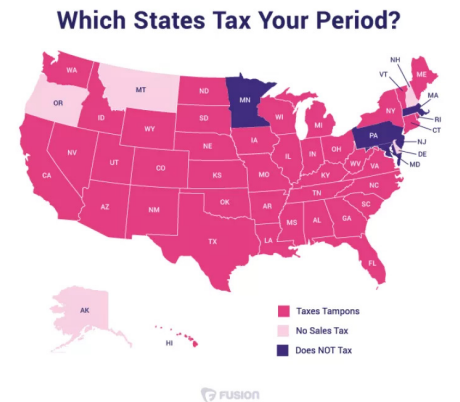 Which States Tax Your Period?
NH
WA
VT
ME
MT
ND
OR
MN
MA
ID
SD
WI
NY
MI
RI
WY
CT
PA
NJ
IA
NE
OH
DE
NV
IL
IN
MD
UT
WV
VA
CO
CA
KS
MO
KY
NC
TN
OK
AR
SC
AZ
NM
MS
AL
GA
TX
LA
FL
AK
HI
Taxes Tampons
No Sales Tax
Does NOT Tax
FUSION